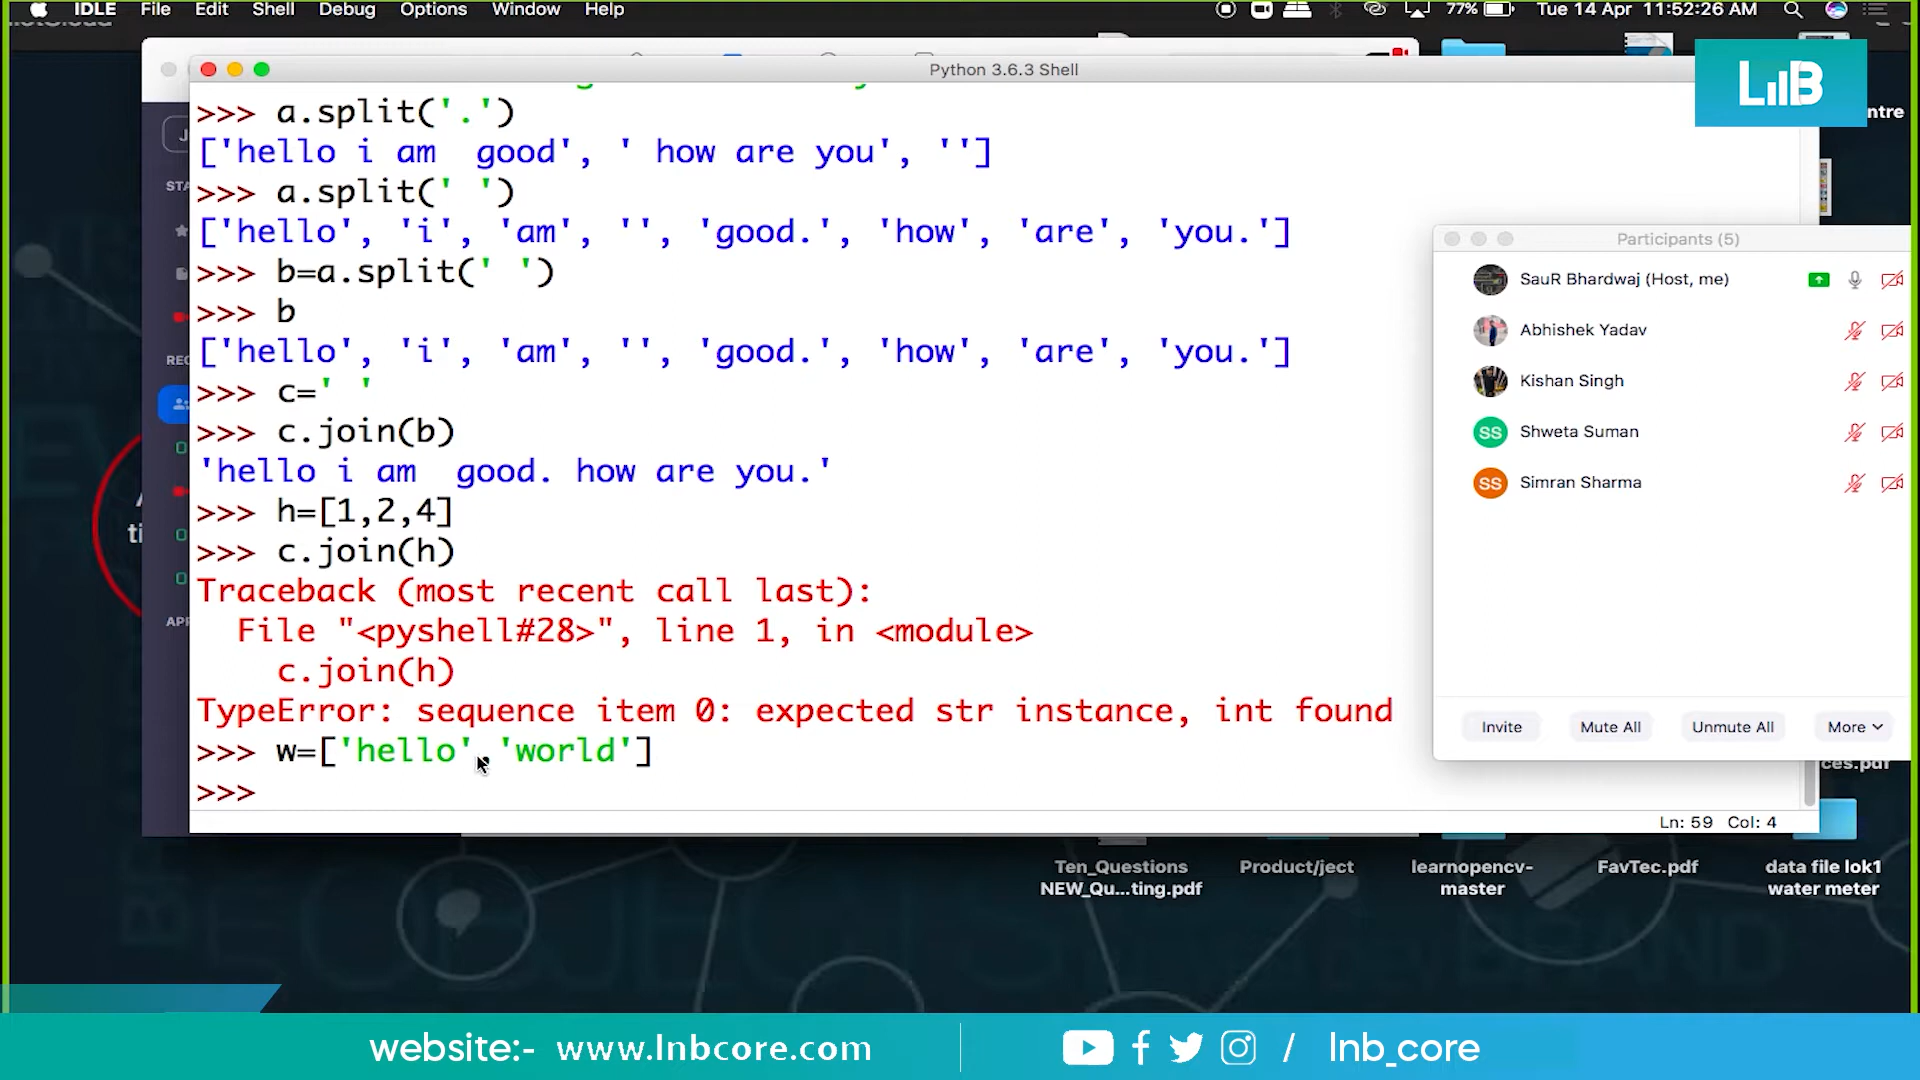 IDLE File Edit Shell Debug Options Window Help 77% Tue 14 Apr 11:52:26 AM
Python 3.6.3 Shell
LNB
>>> a.split('.')
['hello i am  good', ' how are you', '']
>>> a.split(' ')
['hello', 'i', 'am', '', 'good.', 'how', 'are', 'you.']
>>> b=a.split(' ')
>>> b
['hello', 'i', 'am', '', 'good.', 'how', 'are', 'you.']
>>> c=' '
>>> c.join(b)
'hello i am  good. how are you.'
>>> h=[1,2,4]
>>> c.join(h)
Traceback (most recent call last):
  File "<pyshell#28>", line 1, in <module>
    c.join(h)
TypeError: sequence item 0: expected str instance, int found
>>> w=['hello','world']
>>>
Ln: 59 Col: 4
Participants (5)
SauR Bhardwaj (Host, me)
Abhishek Yadav
Kishan Singh
SS Shweta Suman
SS Simran Sharma
Invite Mute All Unmute All More
Ten_Questions
NEW_Qu...ting.pdf
Product/ject
learnopencv-
master
FavTec.pdf
data file lok1
water meter
website:- www.lnbcore.com / lnb_core